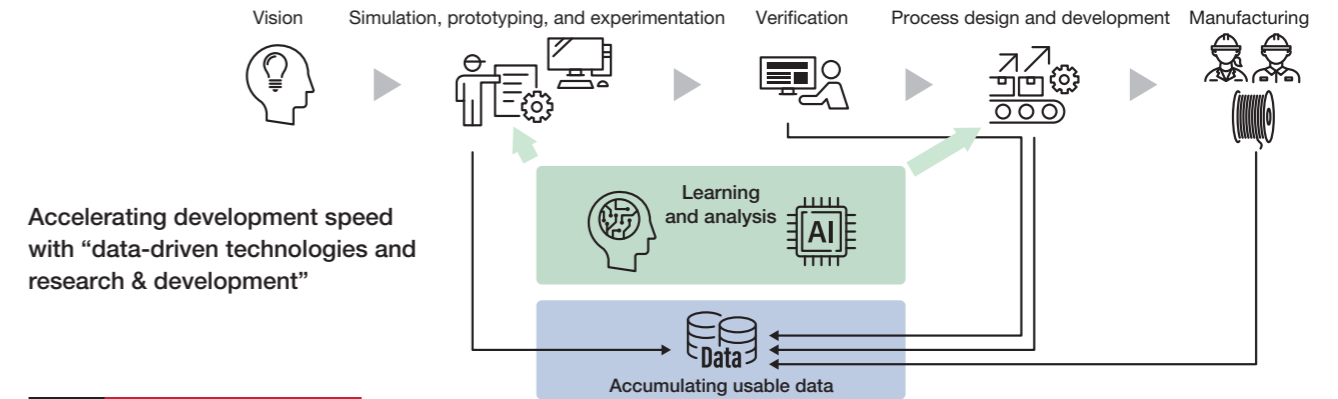 Vision
Simulation, prototyping, and experimentation
Verification
Process design and development
Manufacturing
Learning
and analysis
AI
Accelerating development speed
with “data-driven technologies and
research & development”
Data
Accumulating usable data